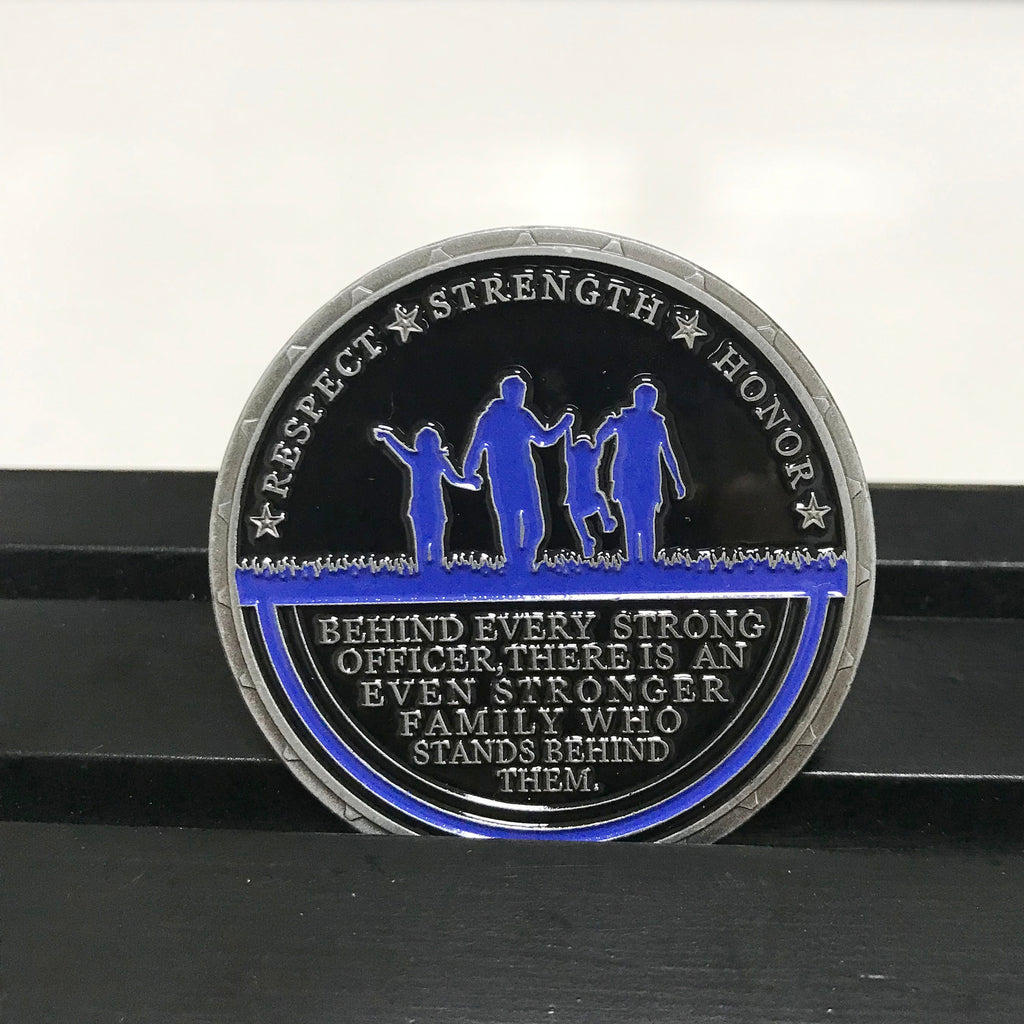 RESPECT STRENGTH HONOR
BEHIND EVERY STRONG
OFFICER, THERE IS AN
EVEN STRONGER
FAMILY WHO
STANDS BEHIND
THEM.